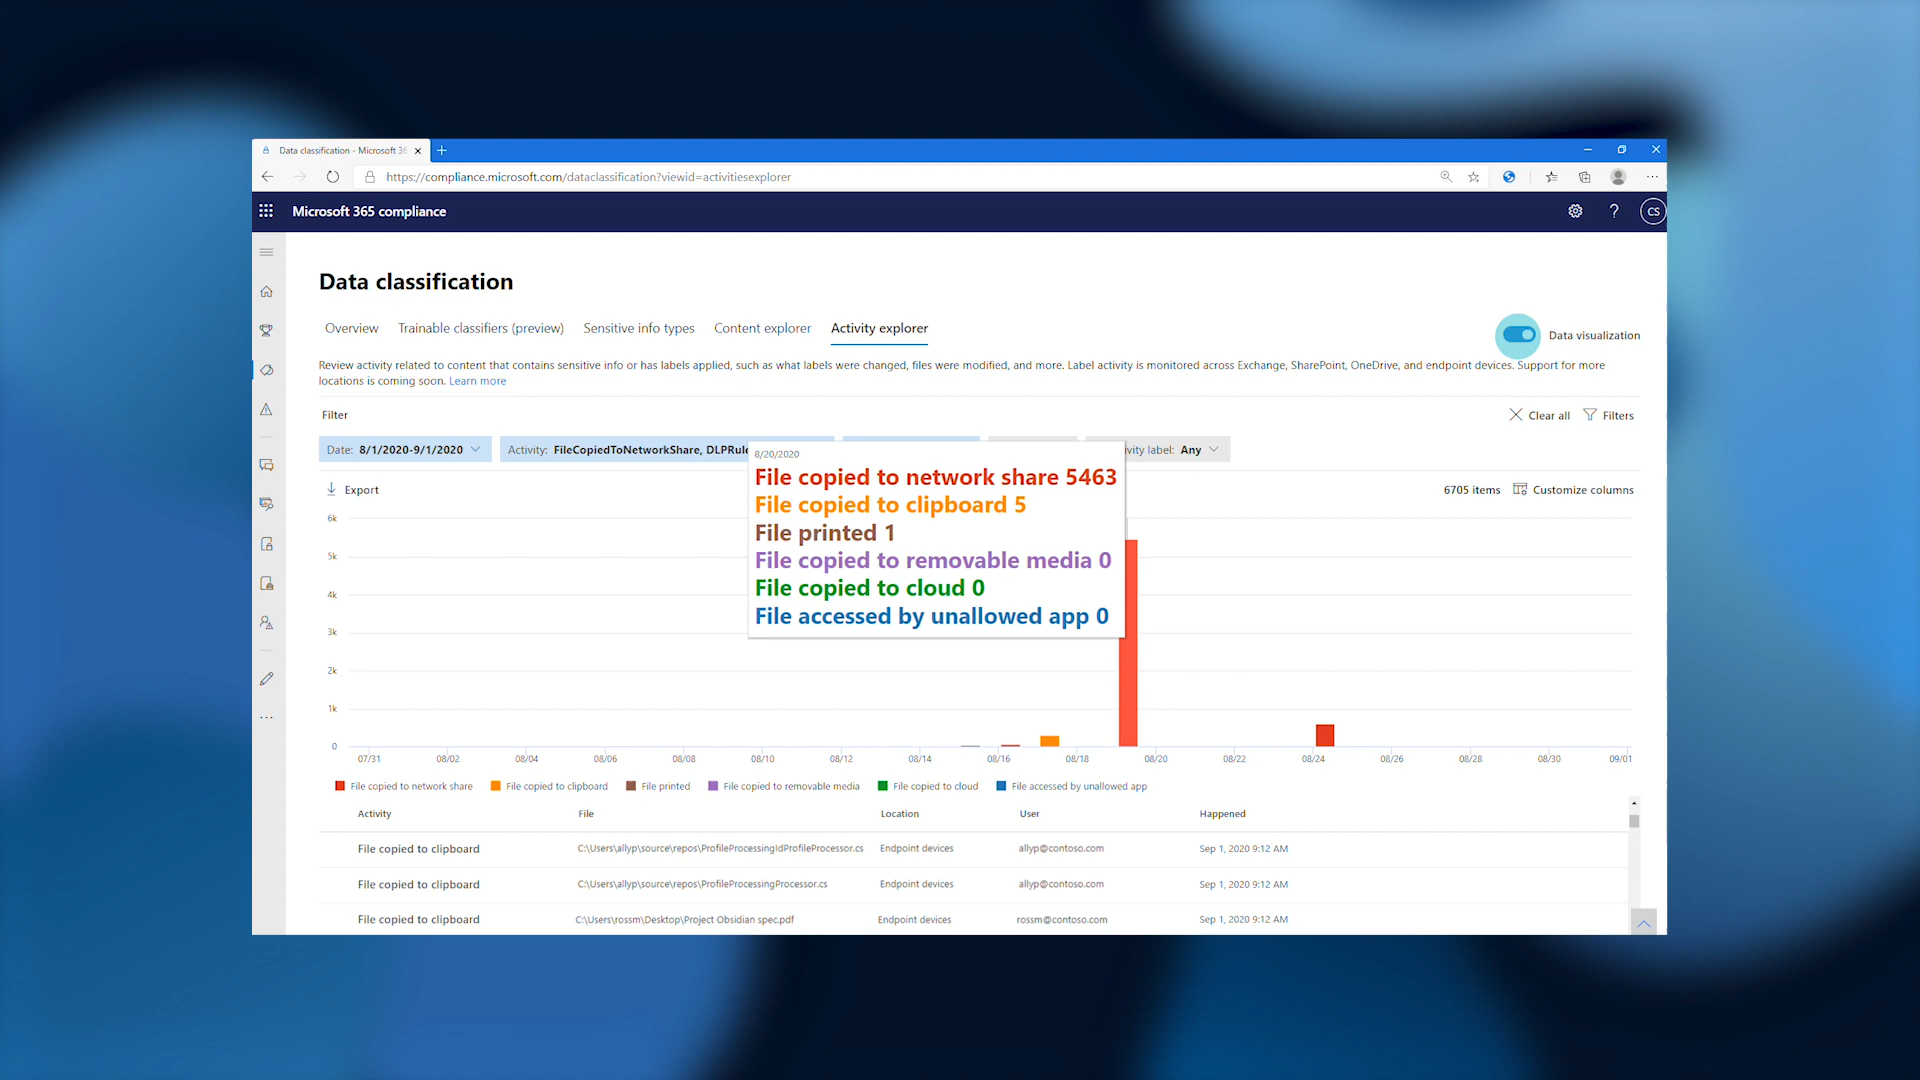 Data classification - Microsoft 36
https://compliance.microsoft.com/dataclassification?viewid=activitiesexplorer
Microsoft 365 compliance
?
CS
Data classification
Overview
Trainable classifiers (preview)
Sensitive info types
Content explorer
Activity explorer
Data visualization
Review activity related to content that contains sensitive info or has labels applied, such as what labels were changed, files were modified, and more. Label activity is monitored across Exchange, SharePoint, OneDrive, and endpoint devices. Support for more
locations is coming soon. Learn more
Filter
Clear all
Filters
Date: 8/1/2020-9/1/2020
Activity: FileCopiedToNetworkShare, DLPRule
ivity label: Any
8/20/2020
File copied to network share 5463
File copied to clipboard 5
File printed 1
File copied to removable media 0
File copied to cloud 0
File accessed by unallowed app 0
Export
6705 items
Customize columns
6k
5k
4k
3k
2k
1k
0
07/31 08/02 08/04 08/06 08/08 08/10 08/12 08/14 08/16 08/18 08/20 08/22 08/24 08/26 08/28 08/30 09/01
File copied to network share
File copied to clipboard
File printed
File copied to removable media
File copied to cloud
File accessed by unallowed app
Activity File Location User Happened
File copied to clipboard C:\Users\allyp\source\repos\ProfileProcessingIdProfileProcessor.cs Endpoint devices allyp@contoso.com Sep 1, 2020 9:12 AM
File copied to clipboard C:\Users\allyp\source\repos\ProfileProcessingProcessor.cs Endpoint devices allyp@contoso.com Sep 1, 2020 9:12 AM
File copied to clipboard C:\Users\rossm\Desktop\Project Obsidian spec.pdf Endpoint devices rossm@contoso.com Sep 1, 2020 9:12 AM